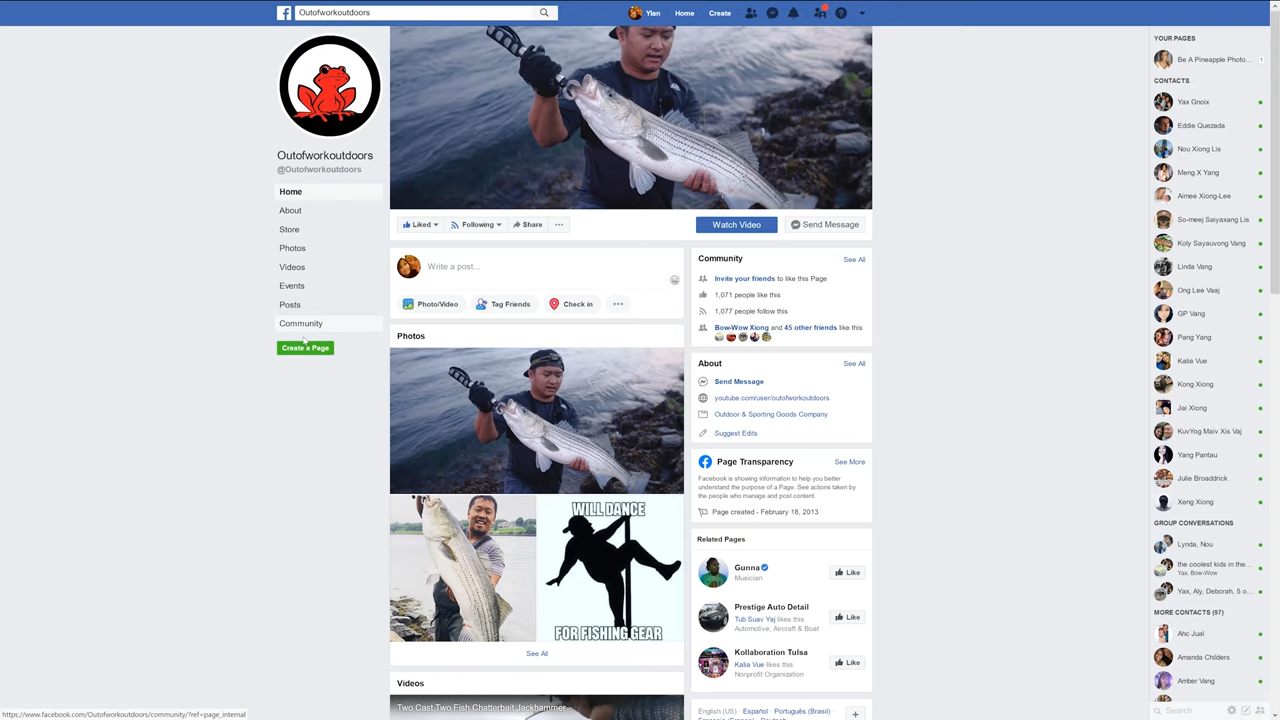 Outofworkoutdoors
Ylan
Home
Create
Outofworkoutdoors
@Outofworkoutdoors
Home
About
Store
Photos
Videos
Events
Posts
Community
Create a Page
Liked
Following
Share
Watch Video
Send Message
Write a post...
Photo/Video
Tag Friends
Check in
Photos
WILL DANCE
FOR FISHING GEAR
See All
Videos
Two Cast Two Fish Chatterbait Jackhammer
Community
See All
Invite your friends to like this Page
1,071 people like this
1,077 people follow this
Bow-Wow Xiong and 45 other friends like this
About
See All
Send Message
youtube.com/user/outofworkoutdoors
Outdoor & Sporting Goods Company
Suggest Edits
Page Transparency
See More
Facebook is showing information to help you better
understand the purpose of a Page. See actions taken by
the people who manage and post content.
Page created - February 18, 2013
Related Pages
Gunna
Musician
Like
Prestige Auto Detail
Tub Suav Yaj likes this
Automotive, Aircraft & Boat
Like
Kollaboration Tulsa
Kalia Vue likes this
Nonprofit Organization
Like
English (US) · Español · Português (Brasil) ·
YOUR PAGES
Be A Pineapple Photo... 1
CONTACTS
Yax Gnoix
Eddie Quezada
Nou Xiong Lis
Meng X Yang
Aimee Xiong-Lee
So-meej Saiyaxang Lis
Koly Sayauvong Vang
Linda Vang
Ong Lee Vaaj
GP Vang
Pang Yang
Kalia Vue
Kong Xiong
Jai Xiong
KuvYog Maiv Xis Vaj
Yang Pantau
Julie Broaddrick
Xeng Xiong
GROUP CONVERSATIONS
Lynda, Nou
the coolest kids in the...
Yax, Bow-Wow
Yax, Aly, Deborah, 5 o...
MORE CONTACTS (97)
Ahc Jual
Amanda Childers
Amber Vang
Search
https://www.facebook.com/Outofworkoutdoors/community/?ref=page_internal